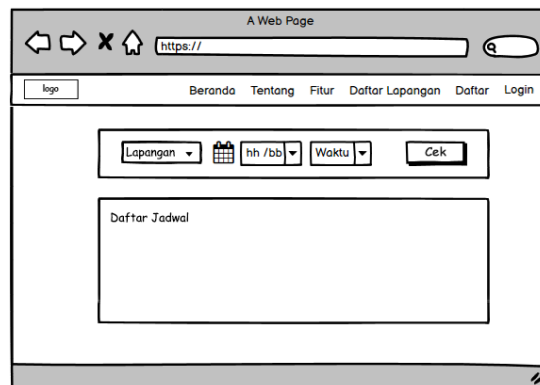 A Web Page
https://
logo Beranda Tentang Fitur Daftar Lapangan Daftar Login
Lapangan hh /bb Waktu Cek
Daftar Jadwal